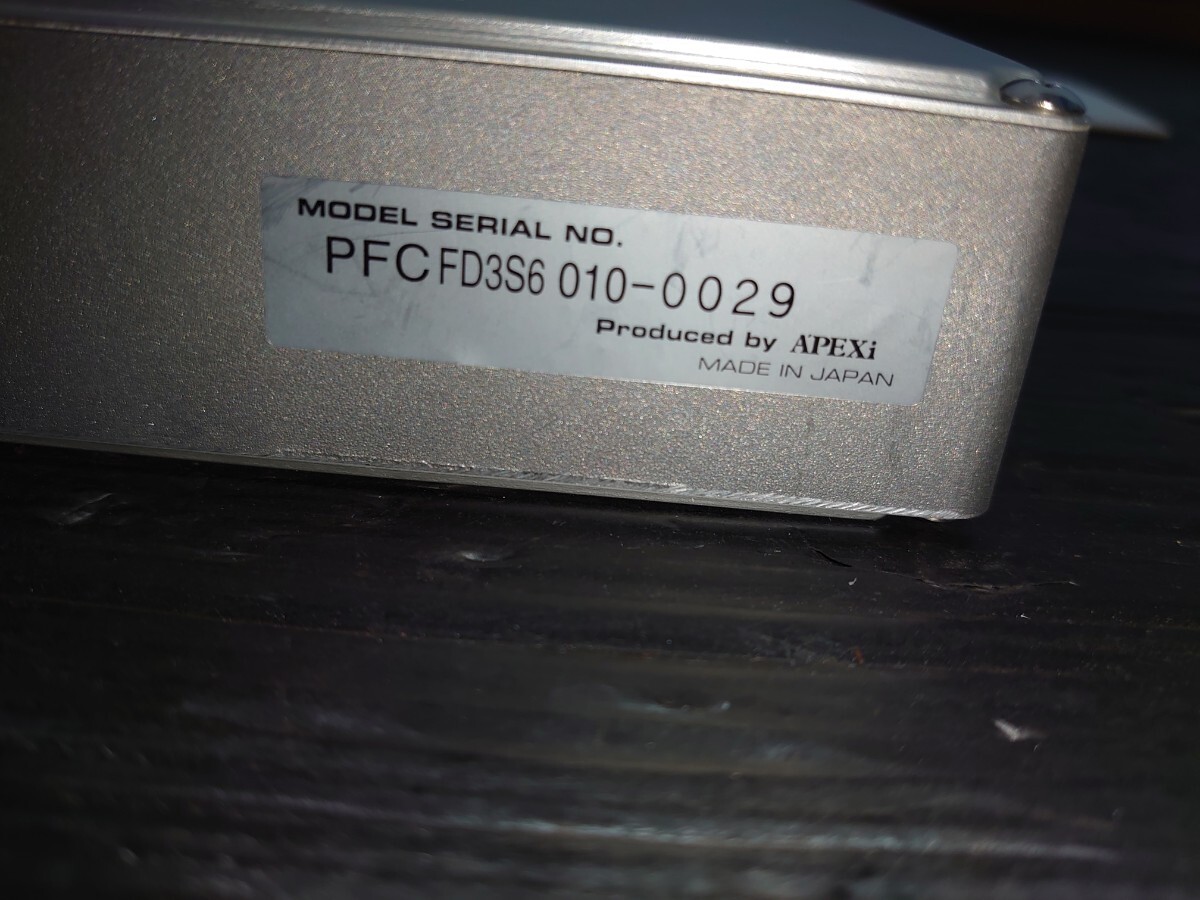 MODEL SERIAL NO.
PFC FD3S6 010-0029
Produced by APEXi
MADE IN JAPAN